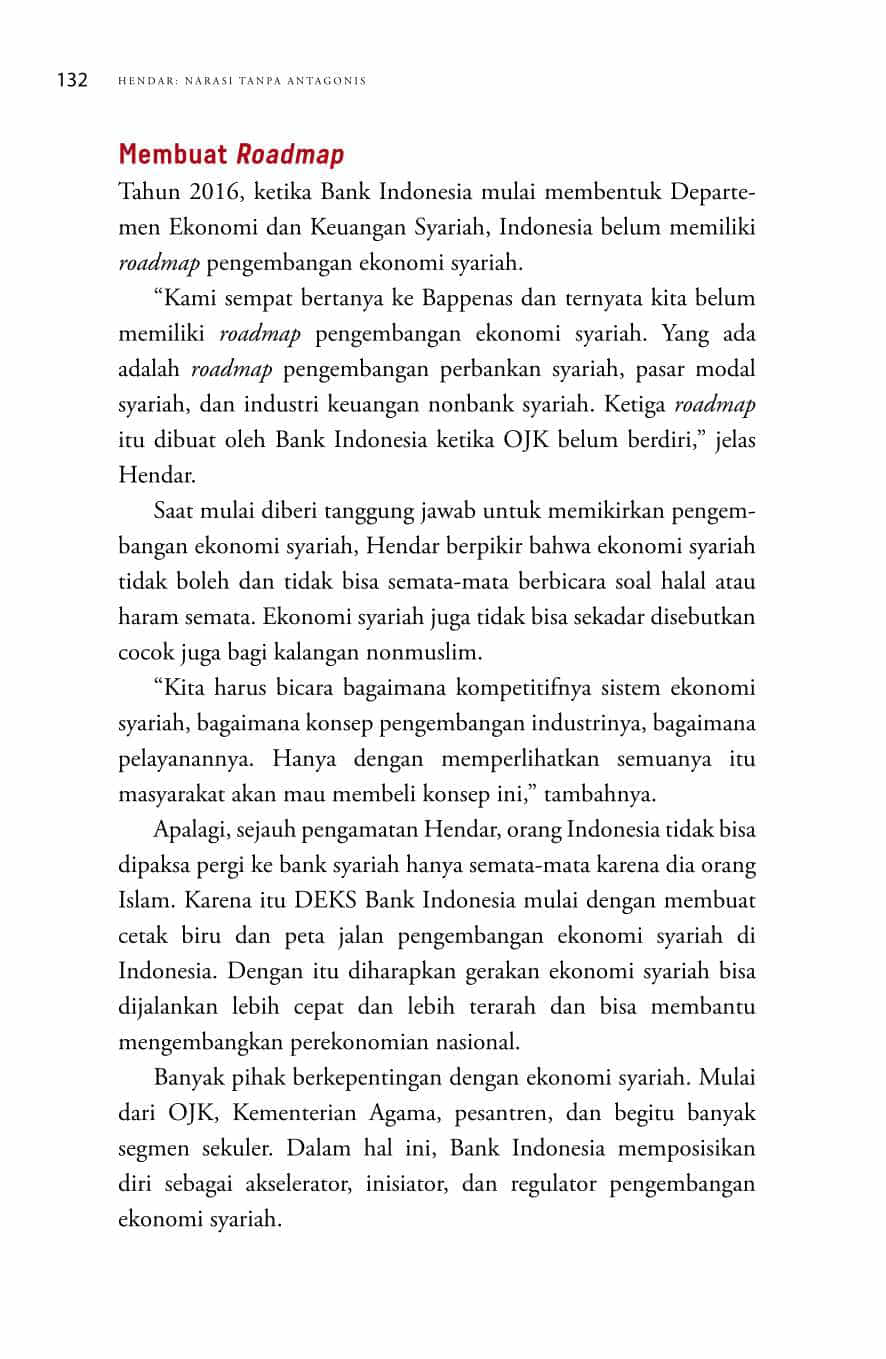 132 HENDAR: NARASI TANPA ANTAGONIS
Membuat Roadmap
Tahun 2016, ketika Bank Indonesia mulai membentuk Departe-
men Ekonomi dan Keuangan Syariah, Indonesia belum memiliki
roadmap pengembangan ekonomi syariah.
“Kami sempat bertanya ke Bappenas dan ternyata kita belum
memiliki roadmap pengembangan ekonomi syariah. Yang ada
adalah roadmap pengembangan perbankan syariah, pasar modal
syariah, dan industri keuangan nonbank syariah. Ketiga roadmap
itu dibuat oleh Bank Indonesia ketika OJK belum berdiri,” jelas
Hendar.
Saat mulai diberi tanggung jawab untuk memikirkan pengem-
bangan ekonomi syariah, Hendar berpikir bahwa ekonomi syariah
tidak boleh dan tidak bisa semata-mata berbicara soal halal atau
haram semata. Ekonomi syariah juga tidak bisa sekadar disebutkan
cocok juga bagi kalangan nonmuslim.
“Kita harus bicara bagaimana kompetitifnya sistem ekonomi
syariah, bagaimana konsep pengembangan industrinya, bagaimana
pelayanannya. Hanya dengan memperlihatkan semuanya itu
masyarakat akan mau membeli konsep ini,” tambahnya.
Apalagi, sejauh pengamatan Hendar, orang Indonesia tidak bisa
dipaksa pergi ke bank syariah hanya semata-mata karena dia orang
Islam. Karena itu DEKS Bank Indonesia mulai dengan membuat
cetak biru dan peta jalan pengembangan ekonomi syariah di
Indonesia. Dengan itu diharapkan gerakan ekonomi syariah bisa
dijalankan lebih cepat dan lebih terarah dan bisa membantu
mengembangkan perekonomian nasional.
Banyak pihak berkepentingan dengan ekonomi syariah. Mulai
dari OJK, Kementerian Agama, pesantren, dan begitu banyak
segmen sekuler. Dalam hal ini, Bank Indonesia memposisikan
diri sebagai akselerator, inisiator, dan regulator pengembangan
ekonomi syariah.